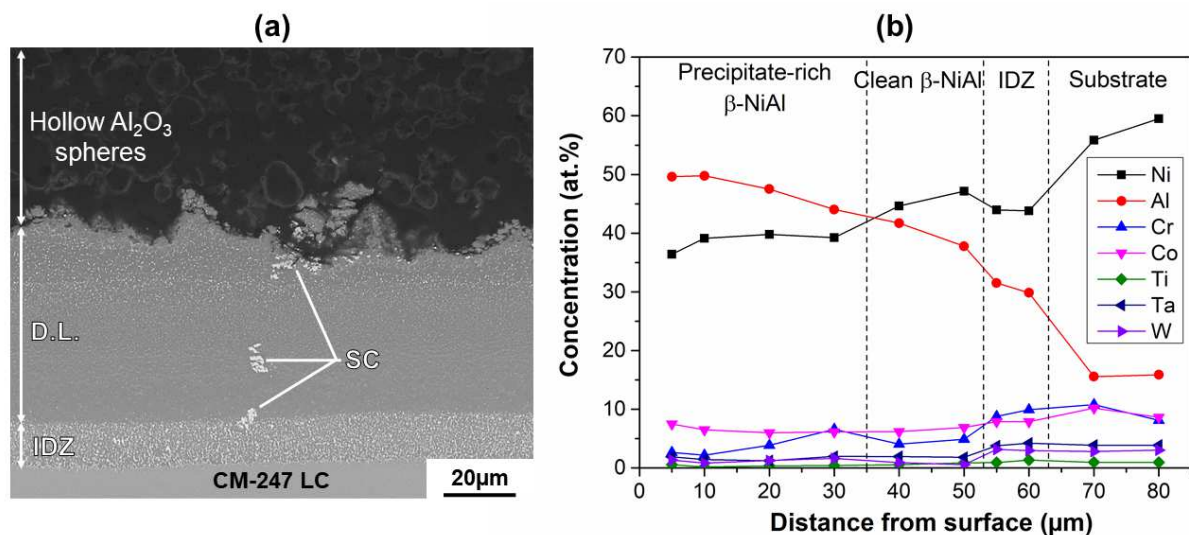 (a)
Hollow Al₂O₃
spheres
D.L.
SC
IDZ
CM-247 LC
20µm
(b)
Precipitate-rich
β-NiAl
Clean β-NiAl
IDZ
Substrate
Concentration (at.%)
70
60
50
40
30
20
10
0
Ni
Al
Cr
Co
Ti
Ta
W
0 10 20 30 40 50 60 70 80
Distance from surface (µm)